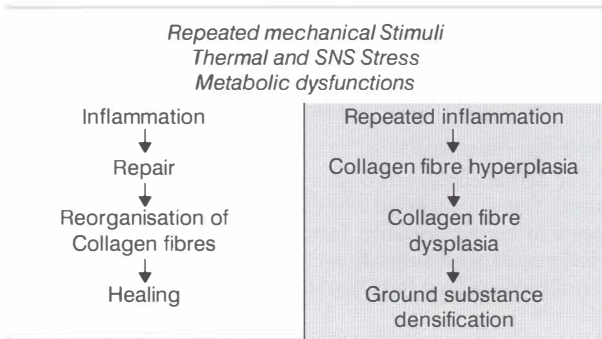 Repeated mechanical Stimuli
Thermal and SNS Stress
Metabolic dysfunctions
Inflammation
Repair
Reorganisation of
Collagen fibres
Healing
Repeated inflammation
Collagen fibre hyperplasia
Collagen fibre
dysplasia
Ground substance
densification